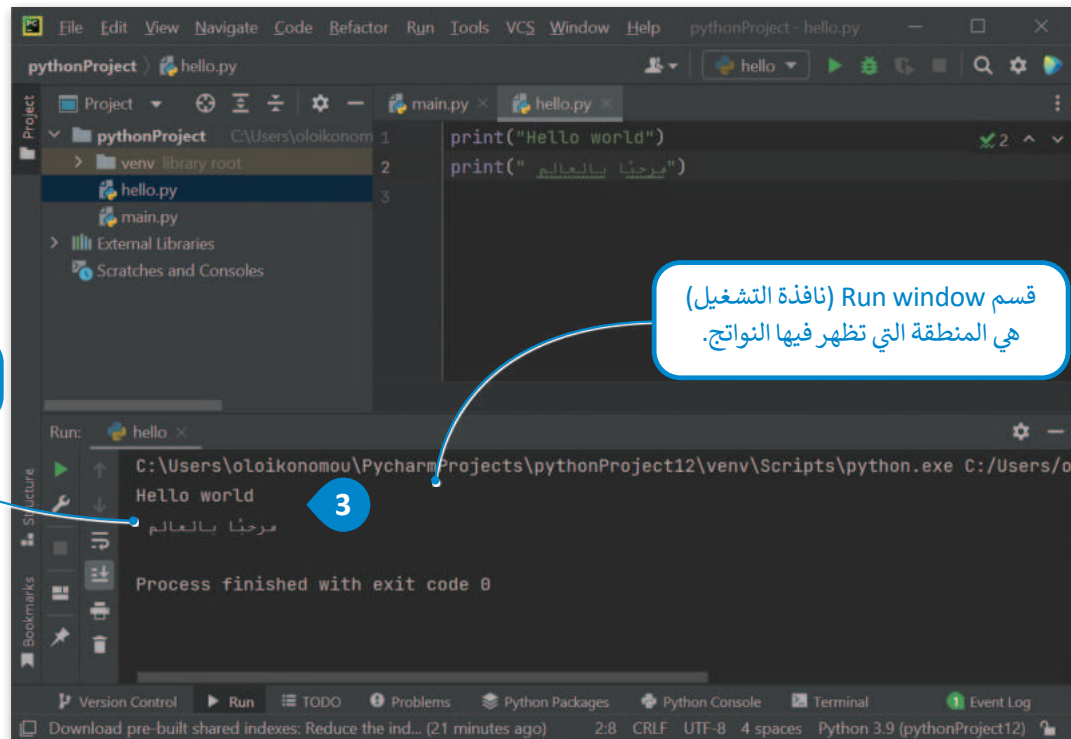 PC File Edit View Navigate Code Refactor Run Tools VCS Window Help pythonProject - hello.py
pythonProject hello.py hello
Project Project main.py hello.py
pythonProject C:\Users\oloikonom
venv library root
hello.py
main.py
External Libraries
Scratches and Consoles
1 print("Hello world") 2
2 print(" مرحبًا بالعالم")
3
قسم Run window (نافذة التشغيل)
هي المنطقة التي تظهر فيها النواتج.
Run: hello
C:\Users\oloikonomou\PycharmProjects\pythonProject12\venv\Scripts\python.exe C:/Users/o
Hello world
3
مرحبًا بالعالم
Process finished with exit code 0
Structure
Bookmarks
Version Control Run TODO Problems Python Packages Python Console Terminal 1 Event Log
Download pre-built shared indexes: Reduce the ind... (21 minutes ago) 2:8 CRLF UTF-8 4 spaces Python 3.9 (pythonProject12)